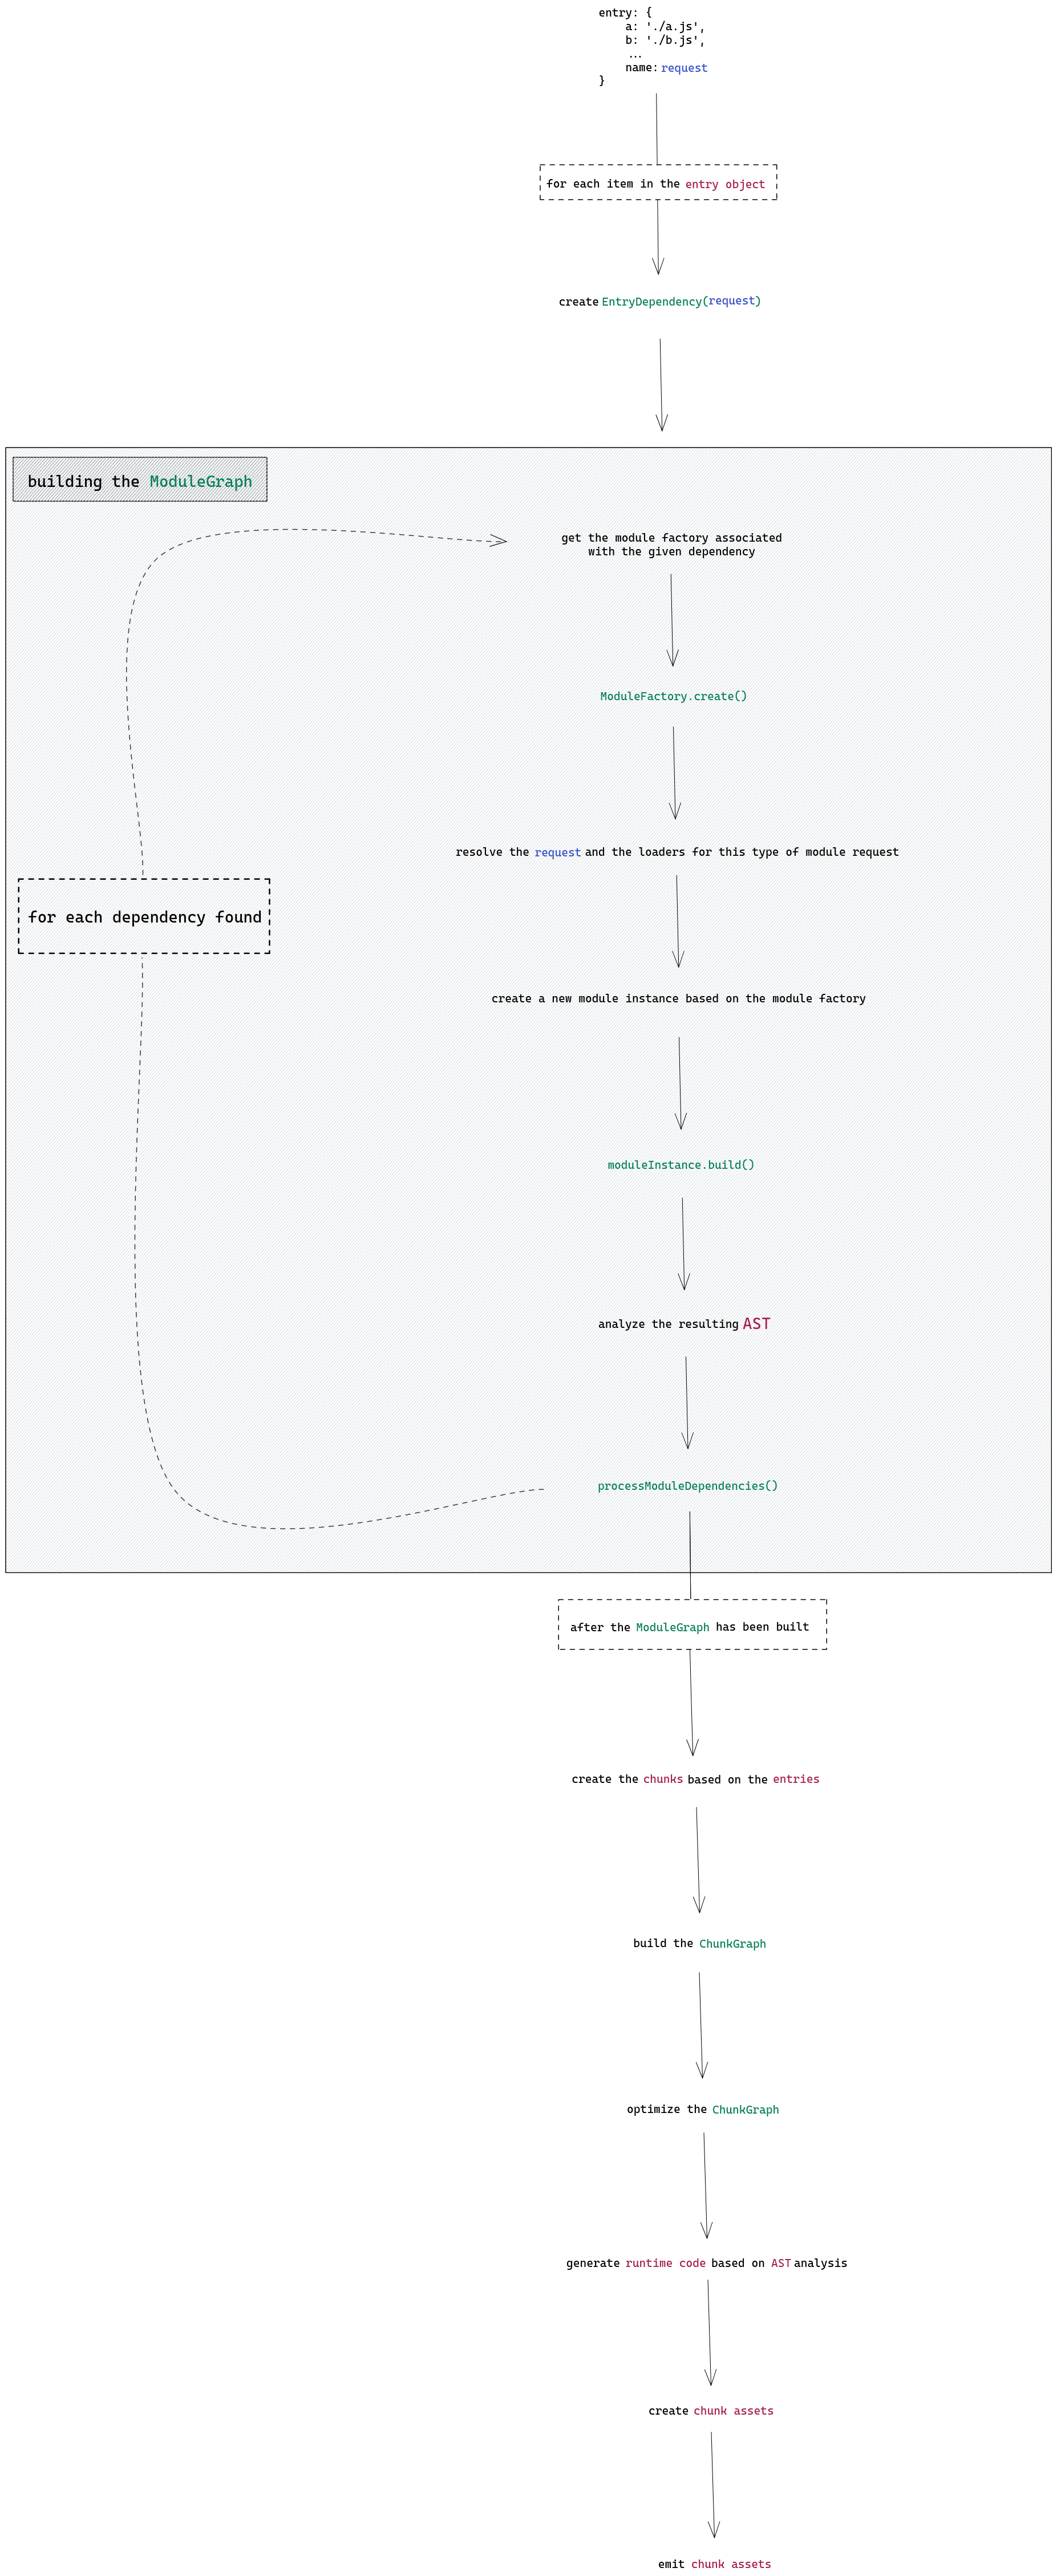 entry: {
a: './a.js',
b: './b.js',
...
name: request
}
for each item in the entry object
create EntryDependency(request)
building the ModuleGraph
get the module factory associated
with the given dependency
ModuleFactory.create()
resolve the request and the loaders for this type of module request
for each dependency found
create a new module instance based on the module factory
moduleInstance.build()
analyze the resulting AST
processModuleDependencies()
after the ModuleGraph has been built
create the chunks based on the entries
build the ChunkGraph
optimize the ChunkGraph
generate runtime code based on AST analysis
create chunk assets
emit chunk assets